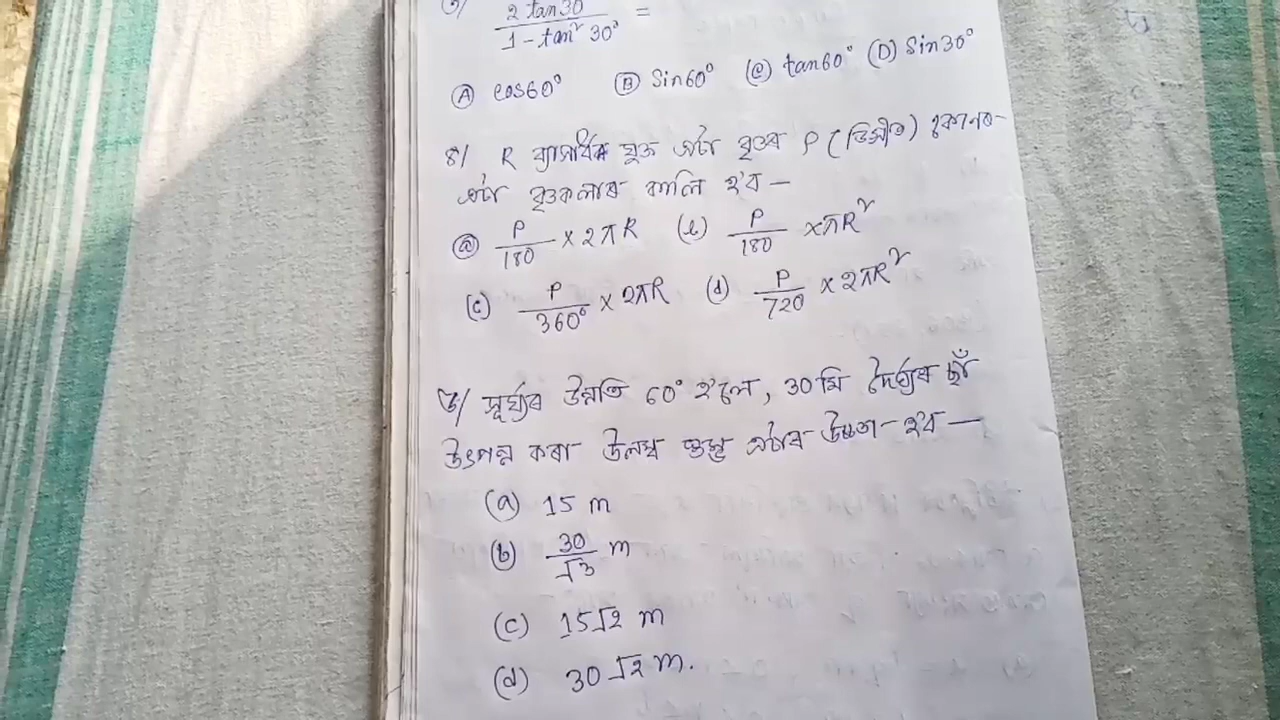 2 tan30 / 1 - tan² 30° =
(A) cos60° (B) Sin60° (C) tan60° (D) Sin30°
8/ R ব্যাসাৰ্ধৰ যুক্ত এটা বৃত্তৰ P (ডিগ্ৰীত) কোণৰ
এটা বৃত্তকলাৰ কালি হ'ব —
(a) P/180 × 2πR (b) P/180 × πR²
(c) P/360° × 2πR (d) P/720 × 2πR²
সূৰ্য্যৰ উন্নতি 60° হ'লে, 30 মি দৈৰ্ঘ্যৰ ছাঁ
উৎপন্ন কৰা উলম্ব স্তম্ভ এটাৰ উচ্চতা হ'ব —
(a) 15 m
(b) 30/√3 m
(c) 15√2 m
(d) 30√2 m.